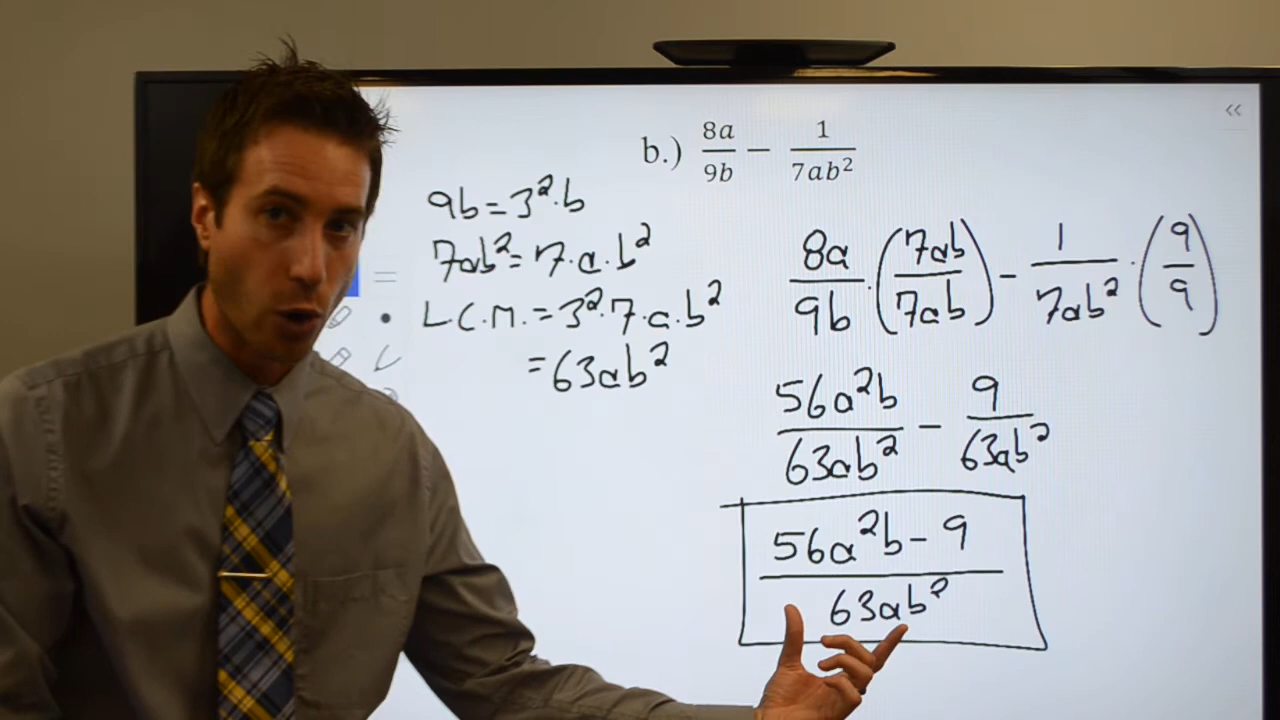 b.) 8a/9b − 1/7ab²
9b = 3²·b
7ab² = 7·a·b²
L.C.M. = 3²·7·a·b²
= 63ab²
8a/9b · (7ab/7ab) − 1/7ab² · (9/9)
56a²b/63ab² − 9/63ab²
56a²b − 9/63ab²